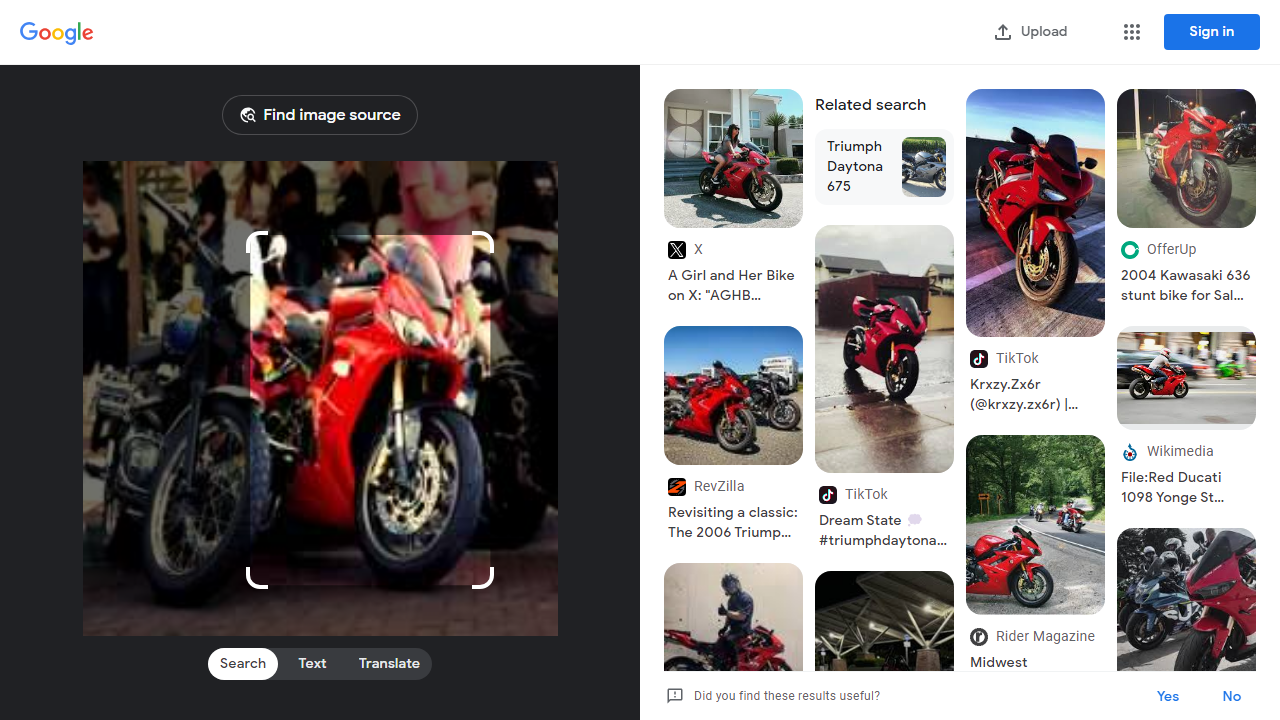 Google
Upload
Sign in
Find image source
Search
Text
Translate
X
A Girl and Her Bike
on X: "AGHB...
RevZilla
Revisiting a classic:
The 2006 Triump...
Related search
Triumph
Daytona
675
TikTok
Dream State
#triumphdaytona...
TikTok
Krxzy.Zx6r
(@krxzy.zx6r) |...
Rider Magazine
Midwest
OfferUp
2004 Kawasaki 636
stunt bike for Sal...
Wikimedia
File:Red Ducati
1098 Yonge St...
Did you find these results useful?
Yes
No